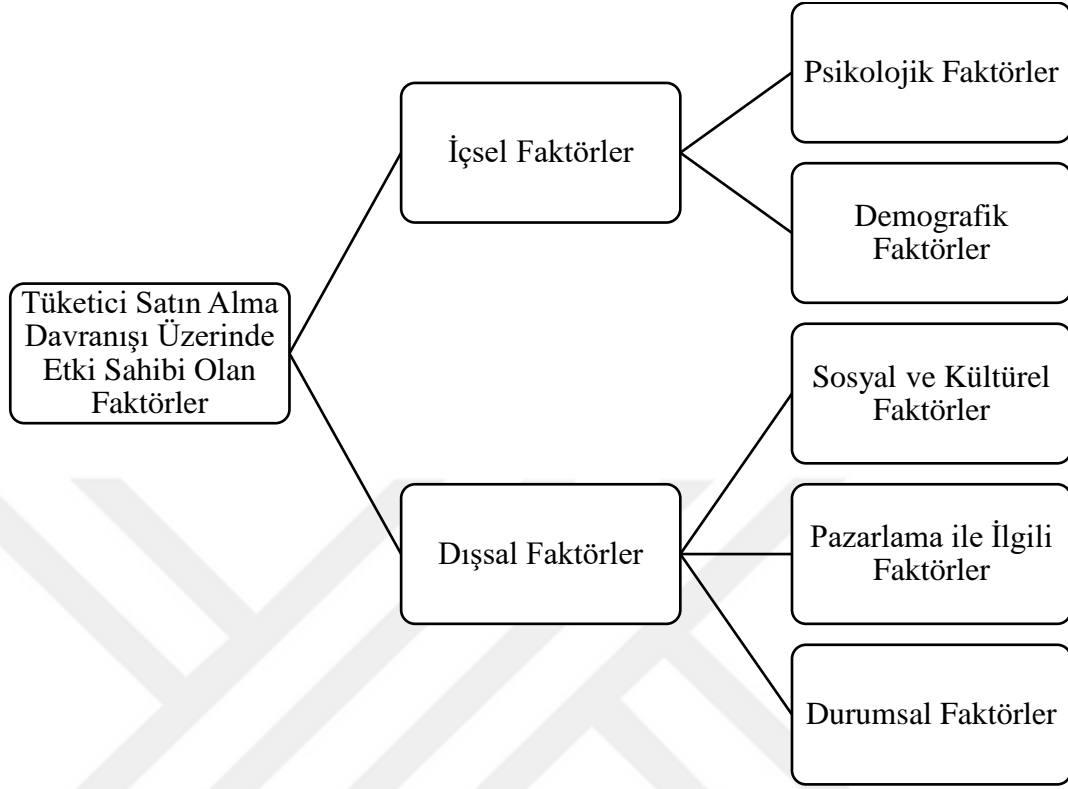 Tüketici Satın Alma
Davranışı Üzerinde
Etki Sahibi Olan
Faktörler
İçsel Faktörler
Psikolojik Faktörler
Demografik
Faktörler
Dışsal Faktörler
Sosyal ve Kültürel
Faktörler
Pazarlama ile İlgili
Faktörler
Durumsal Faktörler